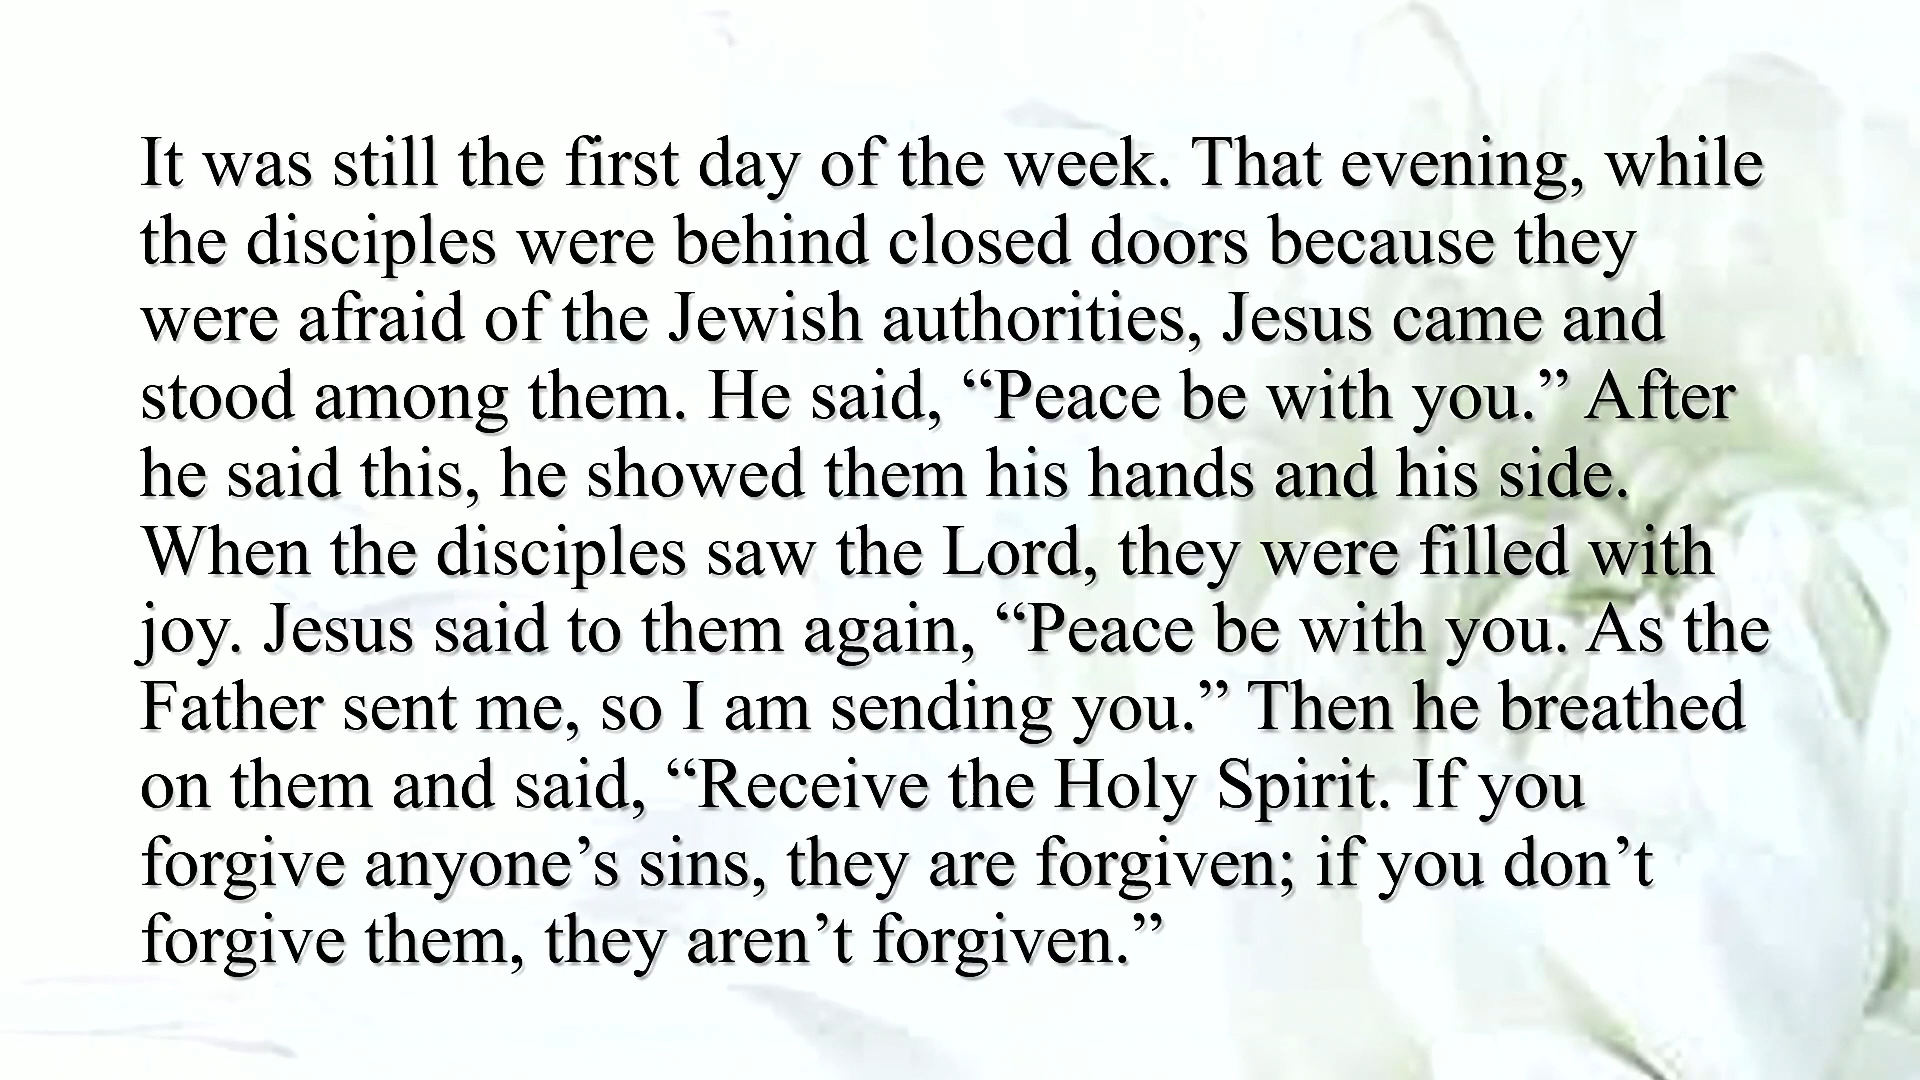 It was still the first day of the week. That evening, while
the disciples were behind closed doors because they
were afraid of the Jewish authorities, Jesus came and
stood among them. He said, “Peace be with you.” After
he said this, he showed them his hands and his side.
When the disciples saw the Lord, they were filled with
joy. Jesus said to them again, “Peace be with you. As the
Father sent me, so I am sending you.” Then he breathed
on them and said, “Receive the Holy Spirit. If you
forgive anyone’s sins, they are forgiven; if you don’t
forgive them, they aren’t forgiven.”